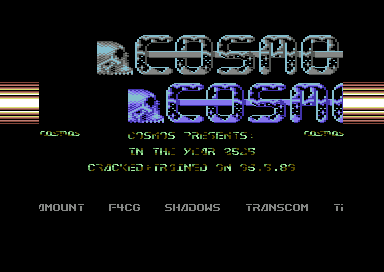 COSMO
COSMO
COSMOS COSMOS PRESENTS: COSMOS
IN THE YEAR 2525
CRACKED+TRAINED ON 06.5.89
AMOUNT F4CG SHADOWS TRANSCOM